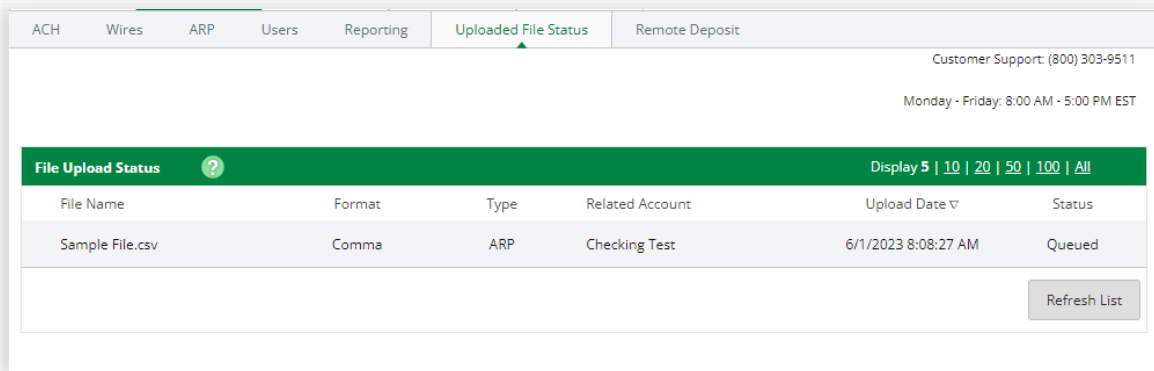 ACH Wires ARP Users Reporting Uploaded File Status Remote Deposit
Customer Support: (800) 303-9511
Monday - Friday: 8:00 AM - 5:00 PM EST
File Upload Status ? Display 5 | 10 | 20 | 50 | 100 | All
File Name Format Type Related Account Upload Date ▽ Status
Sample File.csv Comma ARP Checking Test 6/1/2023 8:08:27 AM Queued
Refresh List